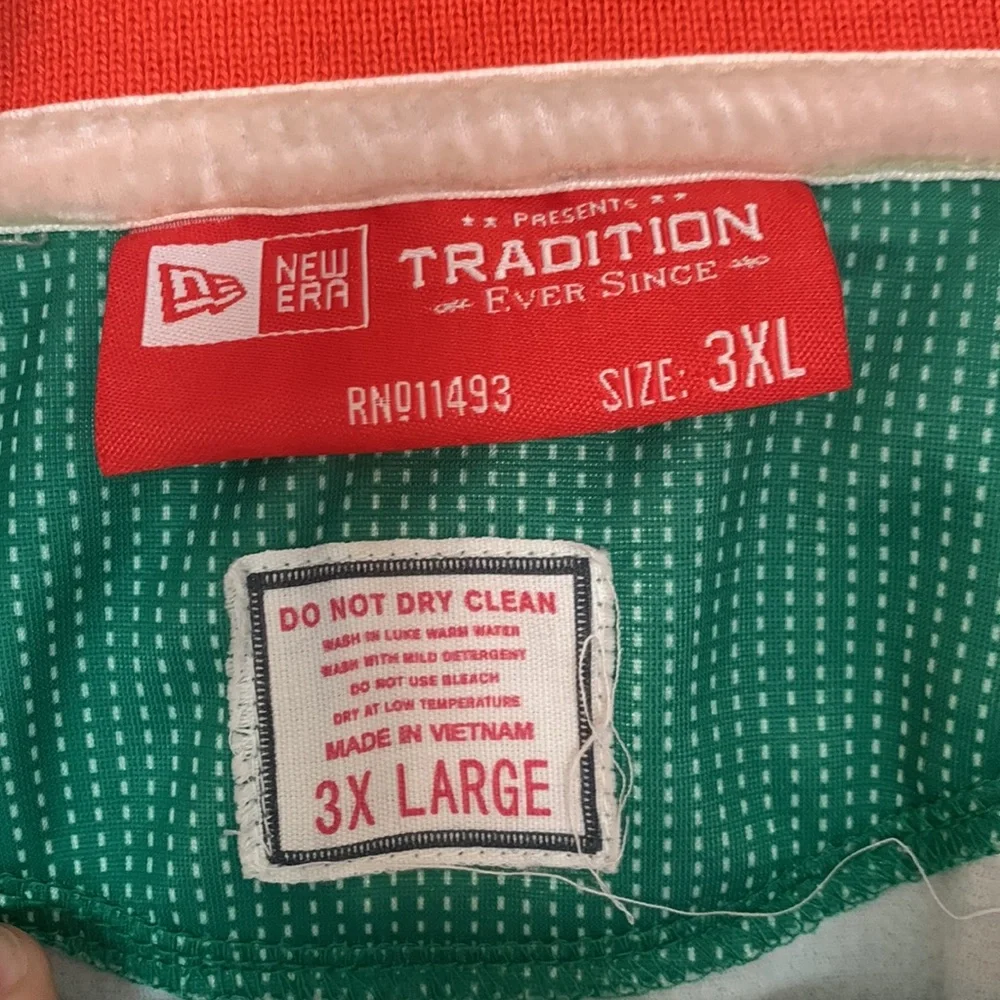 PRESENTS
TRADITION
EVER SINCE
NEW
ERA
RNº11493
SIZE: 3XL
DO NOT DRY CLEAN
WASH IN LUKE WARM WATER
WASH WITH MILD DETERGENT
DO NOT USE BLEACH
DRY AT LOW TEMPERATURE
MADE IN VIETNAM
3X LARGE